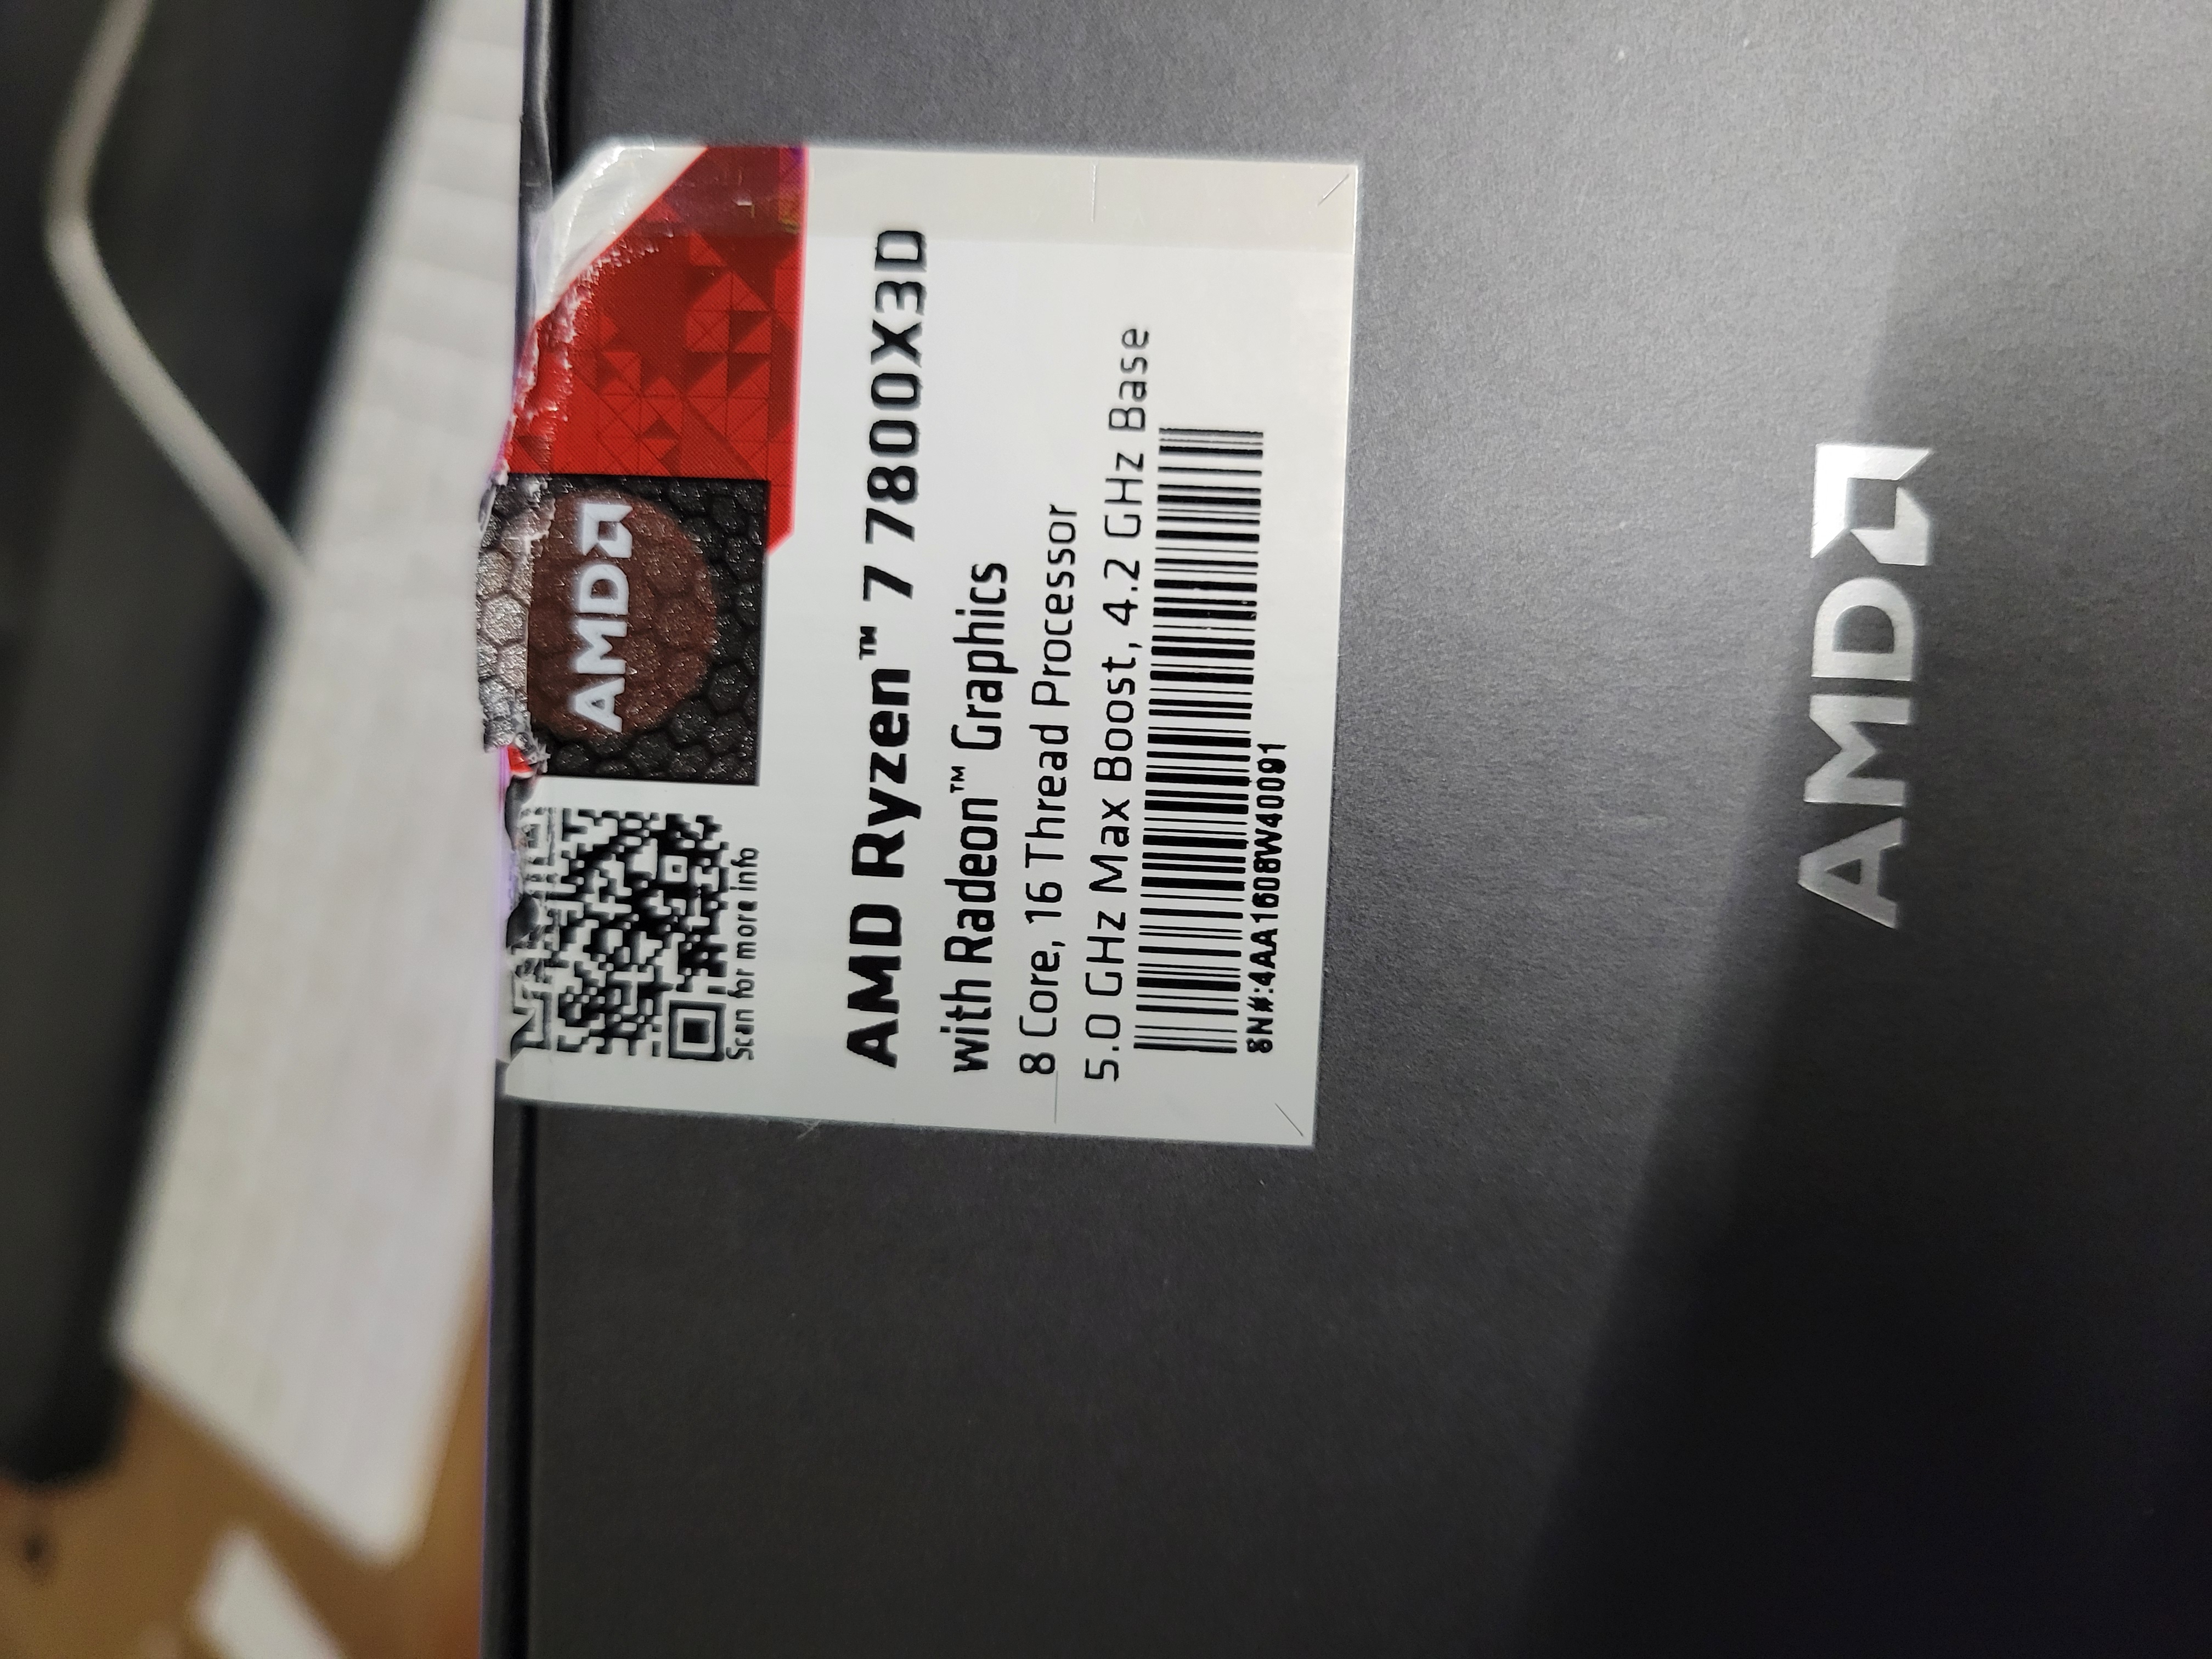 AMD
Scan for more info
AMD Ryzen™ 7 7800X3D
with Radeon™ Graphics
8 Core, 16 Thread Processor
5.0 GHz Max Boost, 4.2 GHz Base
SN#:4AA1608W40091
AMD